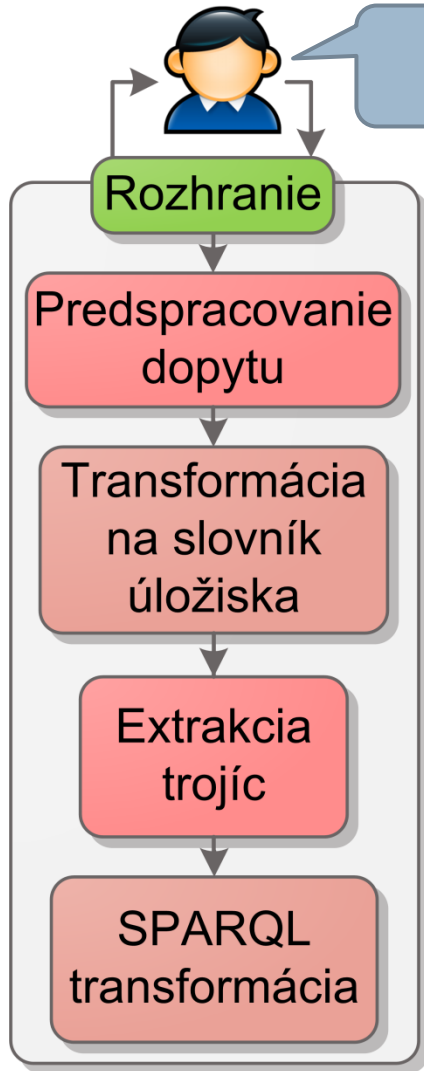 Rozhranie
Predspracovanie
dopytu
Transformácia
na slovník
úložiska
Extrakcia
trojíc
SPARQL
transformácia